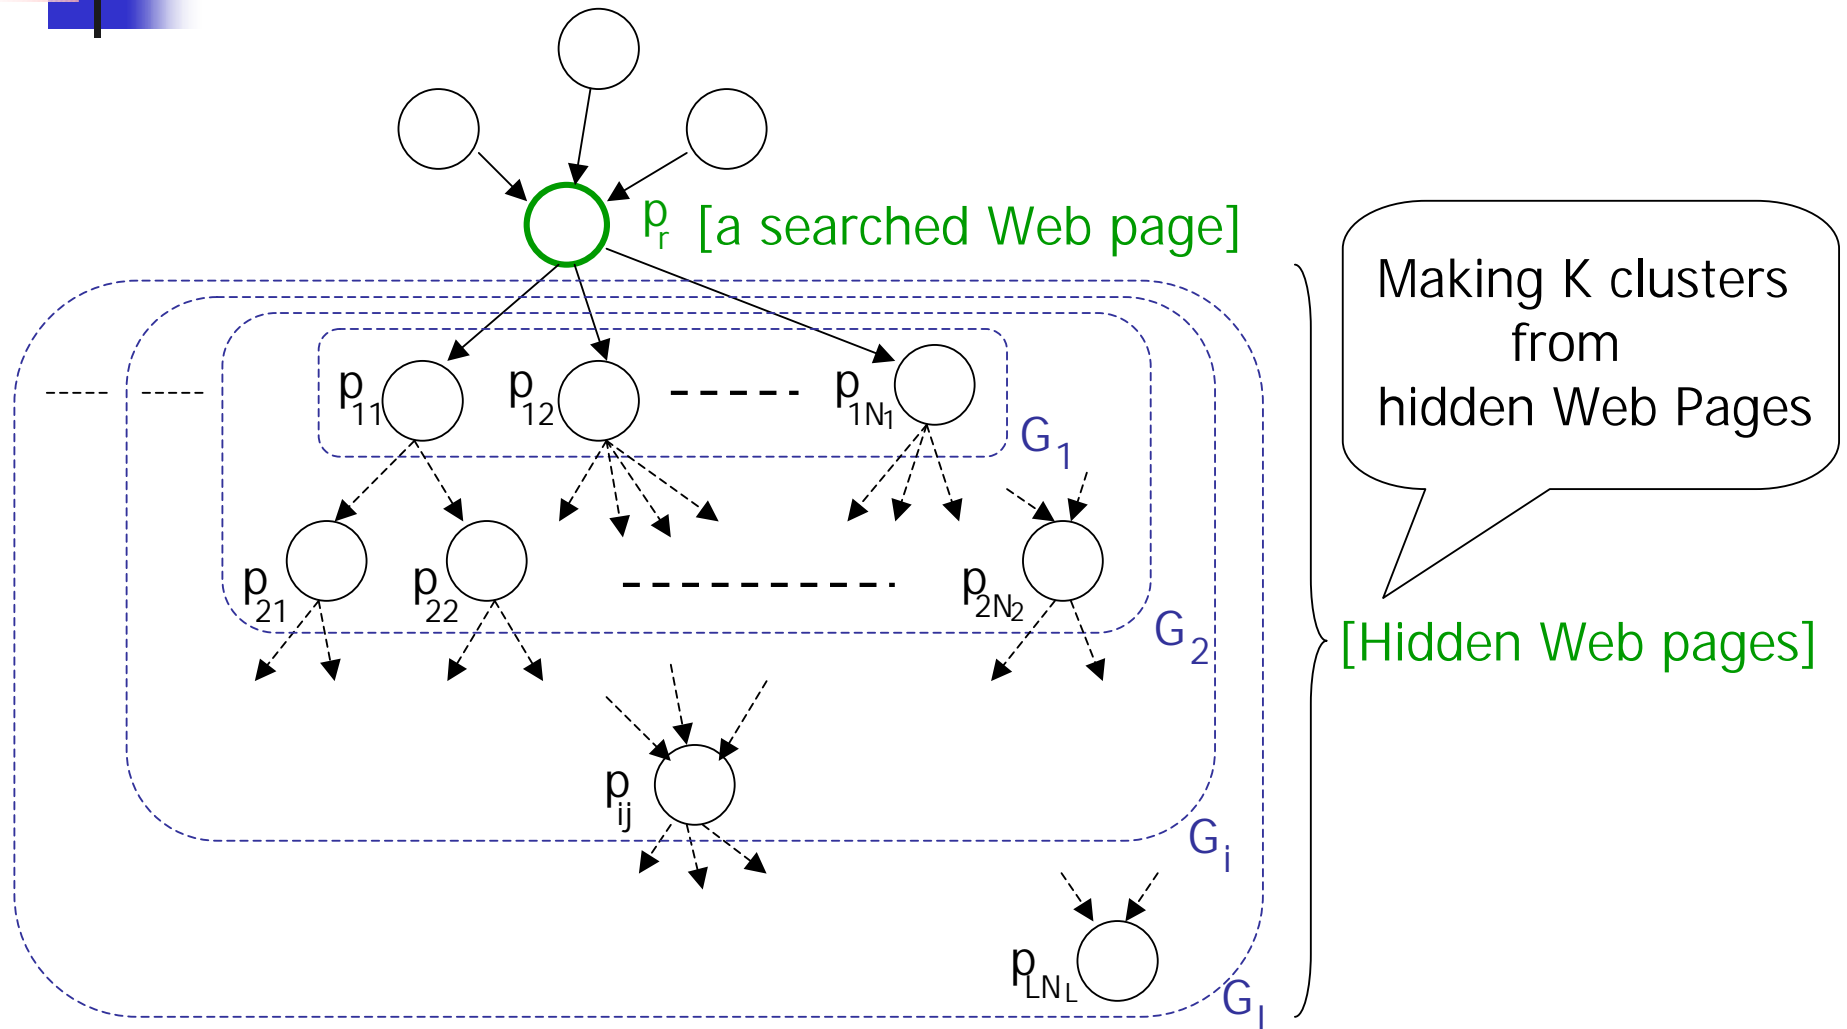 p_r [a searched Web page]
Making K clusters
from
hidden Web Pages
p_11
p_12
p_1N_1
G_1
p_21
p_22
p_2N_2
G_2
[Hidden Web pages]
p_ij
G_i
p_LN_L